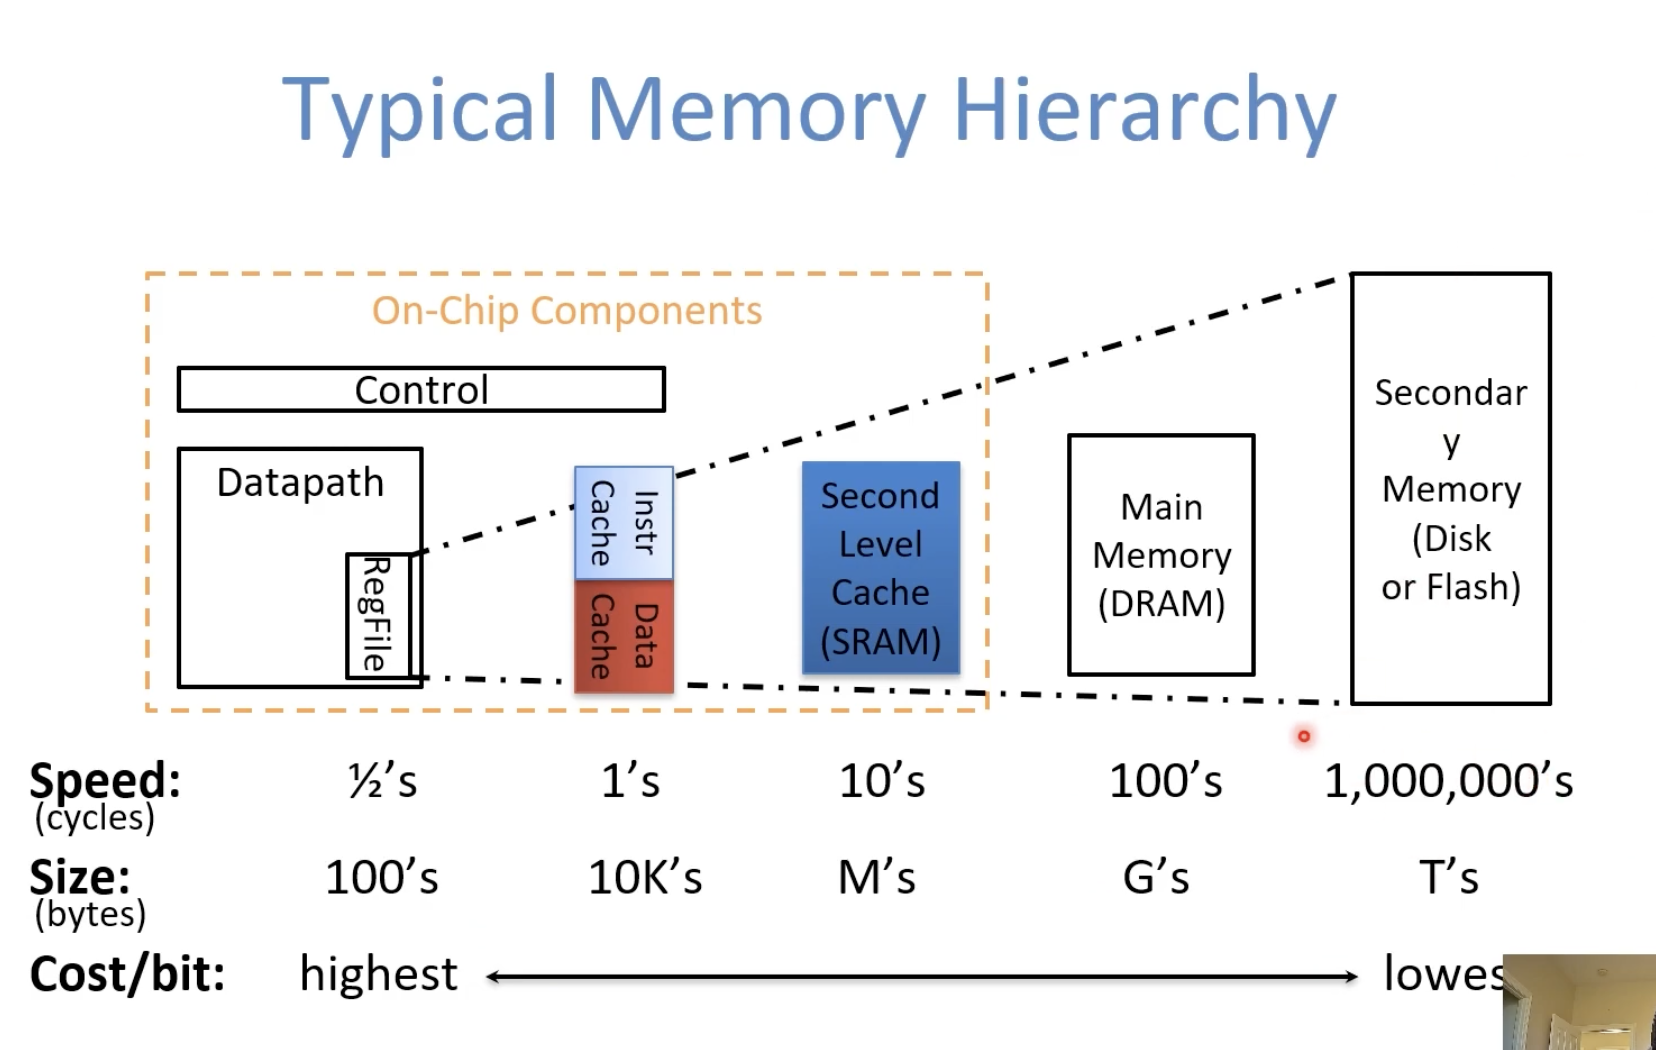 Typical Memory Hierarchy
On-Chip Components
Control
Datapath
RegFile
Instr
Cache
Data
Cache
Second
Level
Cache
(SRAM)
Main
Memory
(DRAM)
Secondar
y
Memory
(Disk
or Flash)
Speed: ½’s 1’s 10’s 100’s 1,000,000’s
(cycles)
Size: 100’s 10K’s M’s G’s T’s
(bytes)
Cost/bit: highest lowes